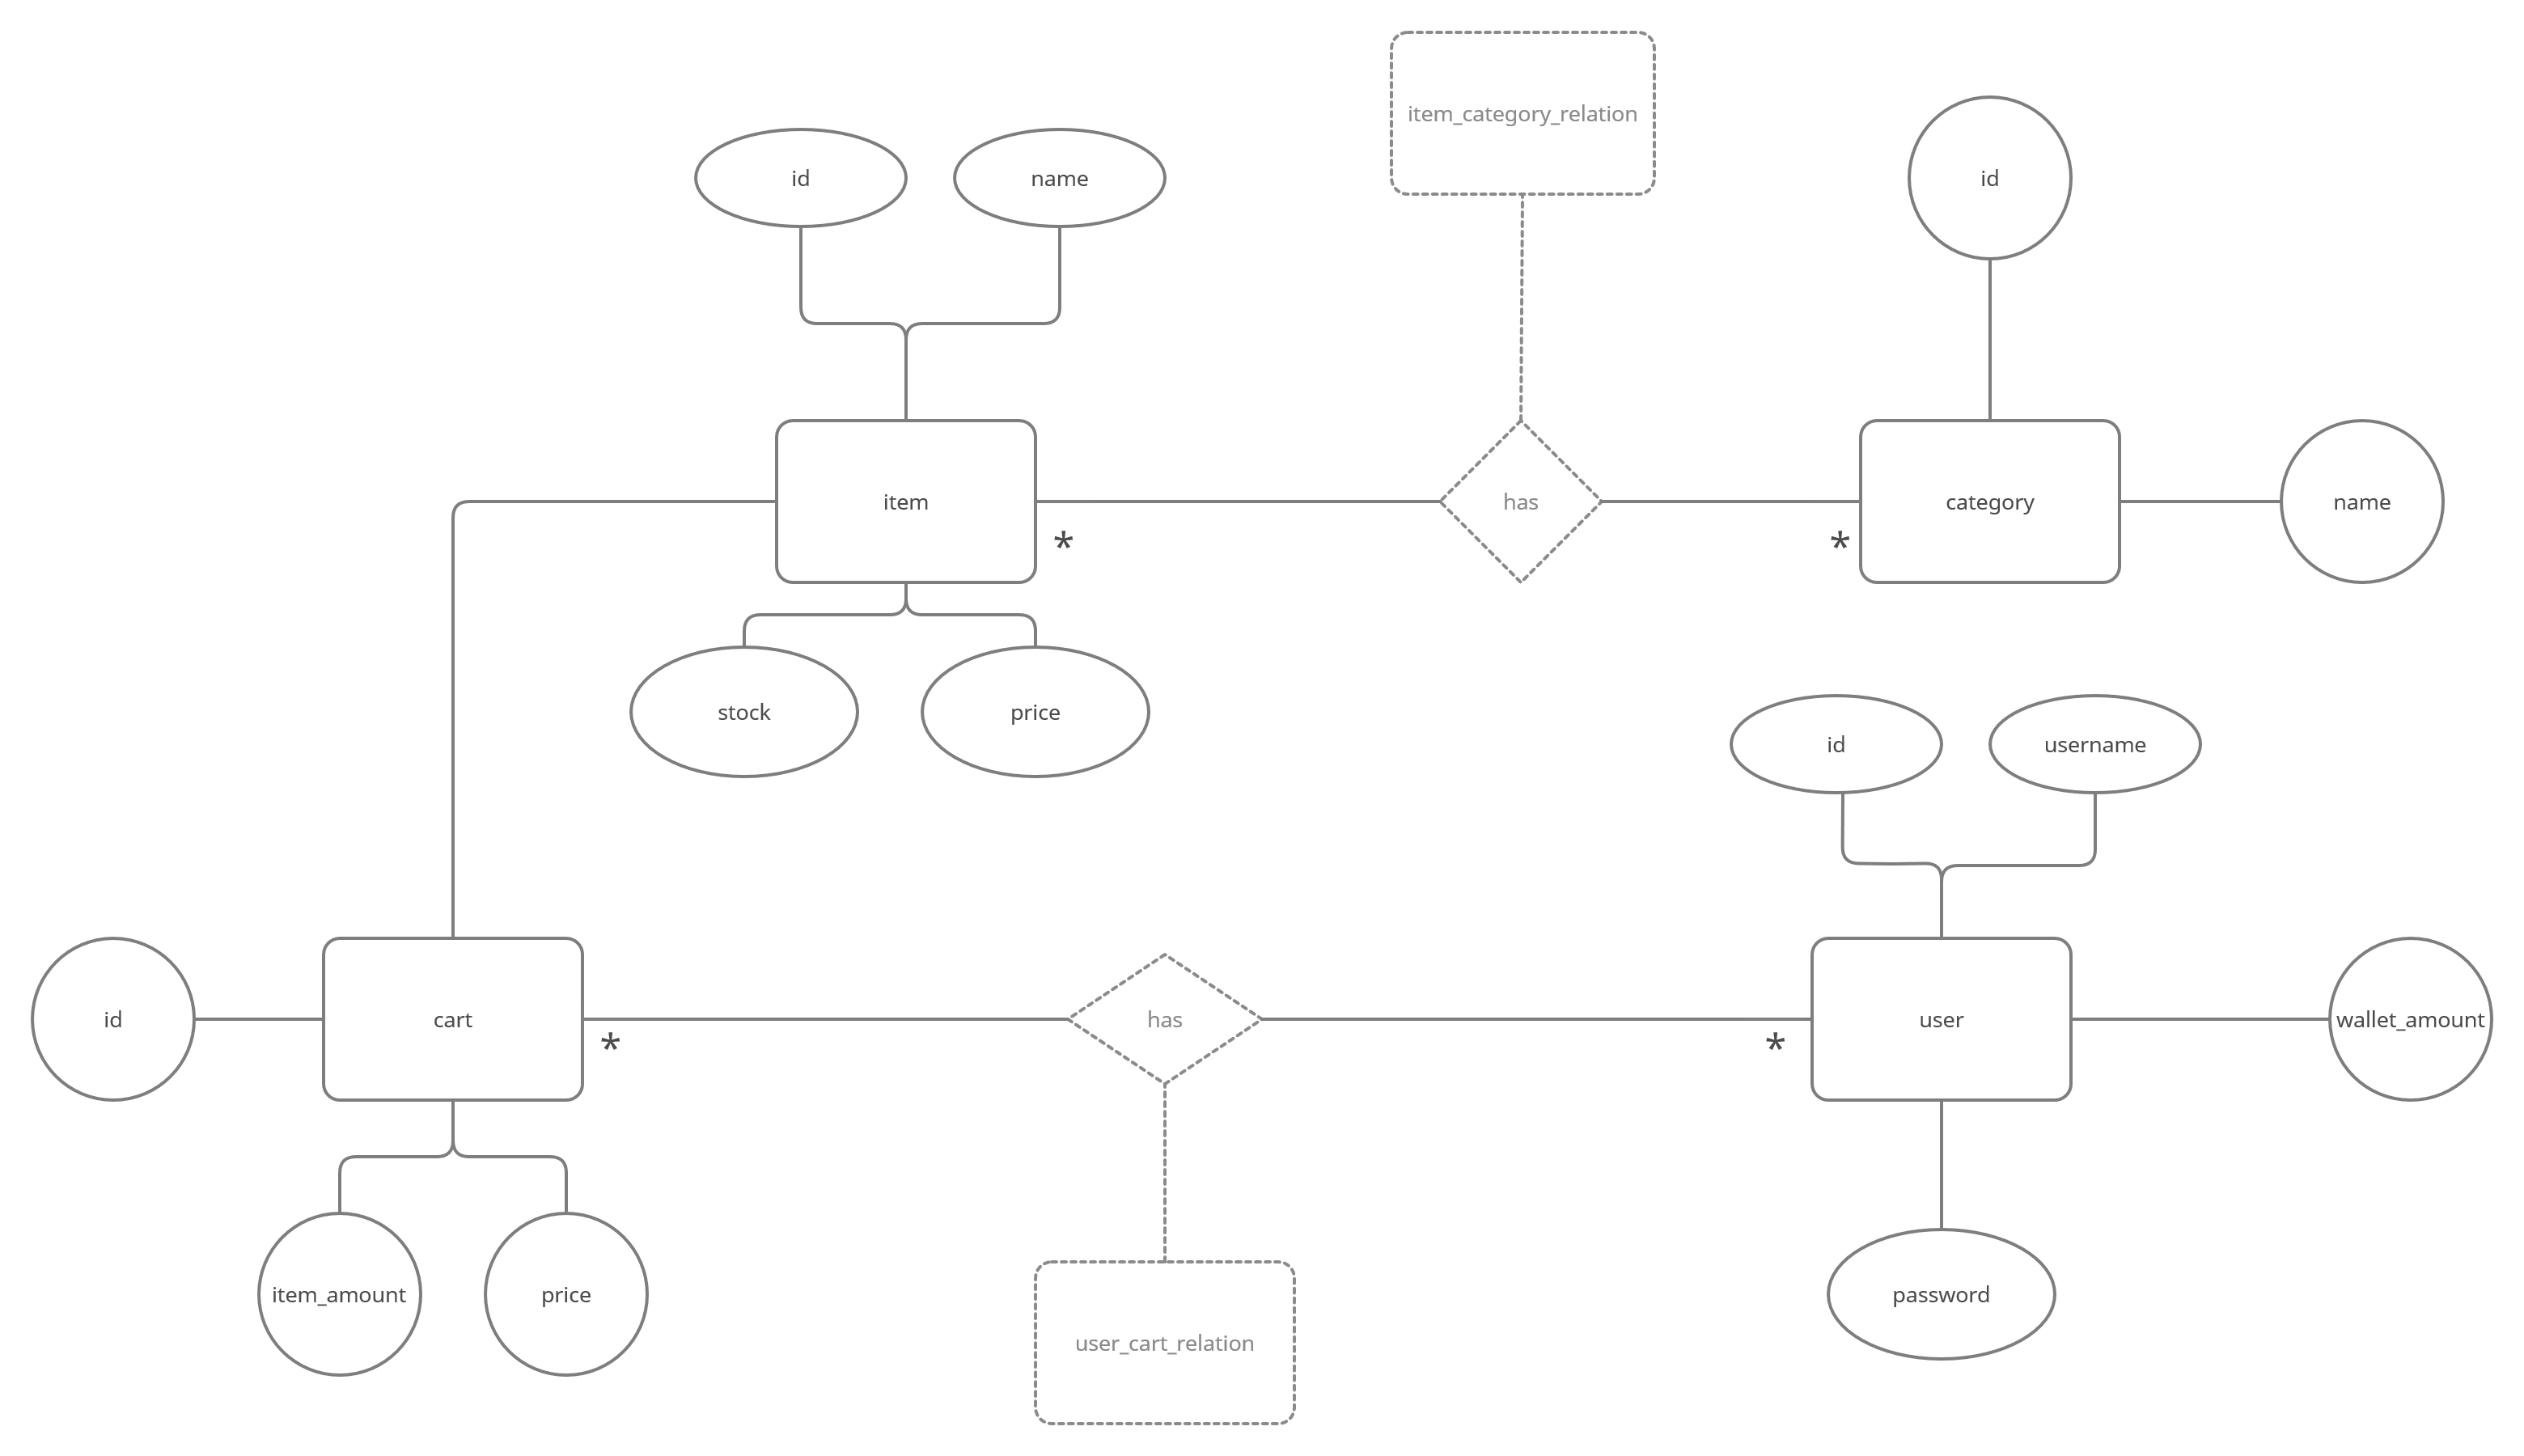 item_category_relation
id
name
id
item
has
category
name
*
*
stock
price
id
username
id
cart
has
user
wallet_amount
*
*
item_amount
price
password
user_cart_relation